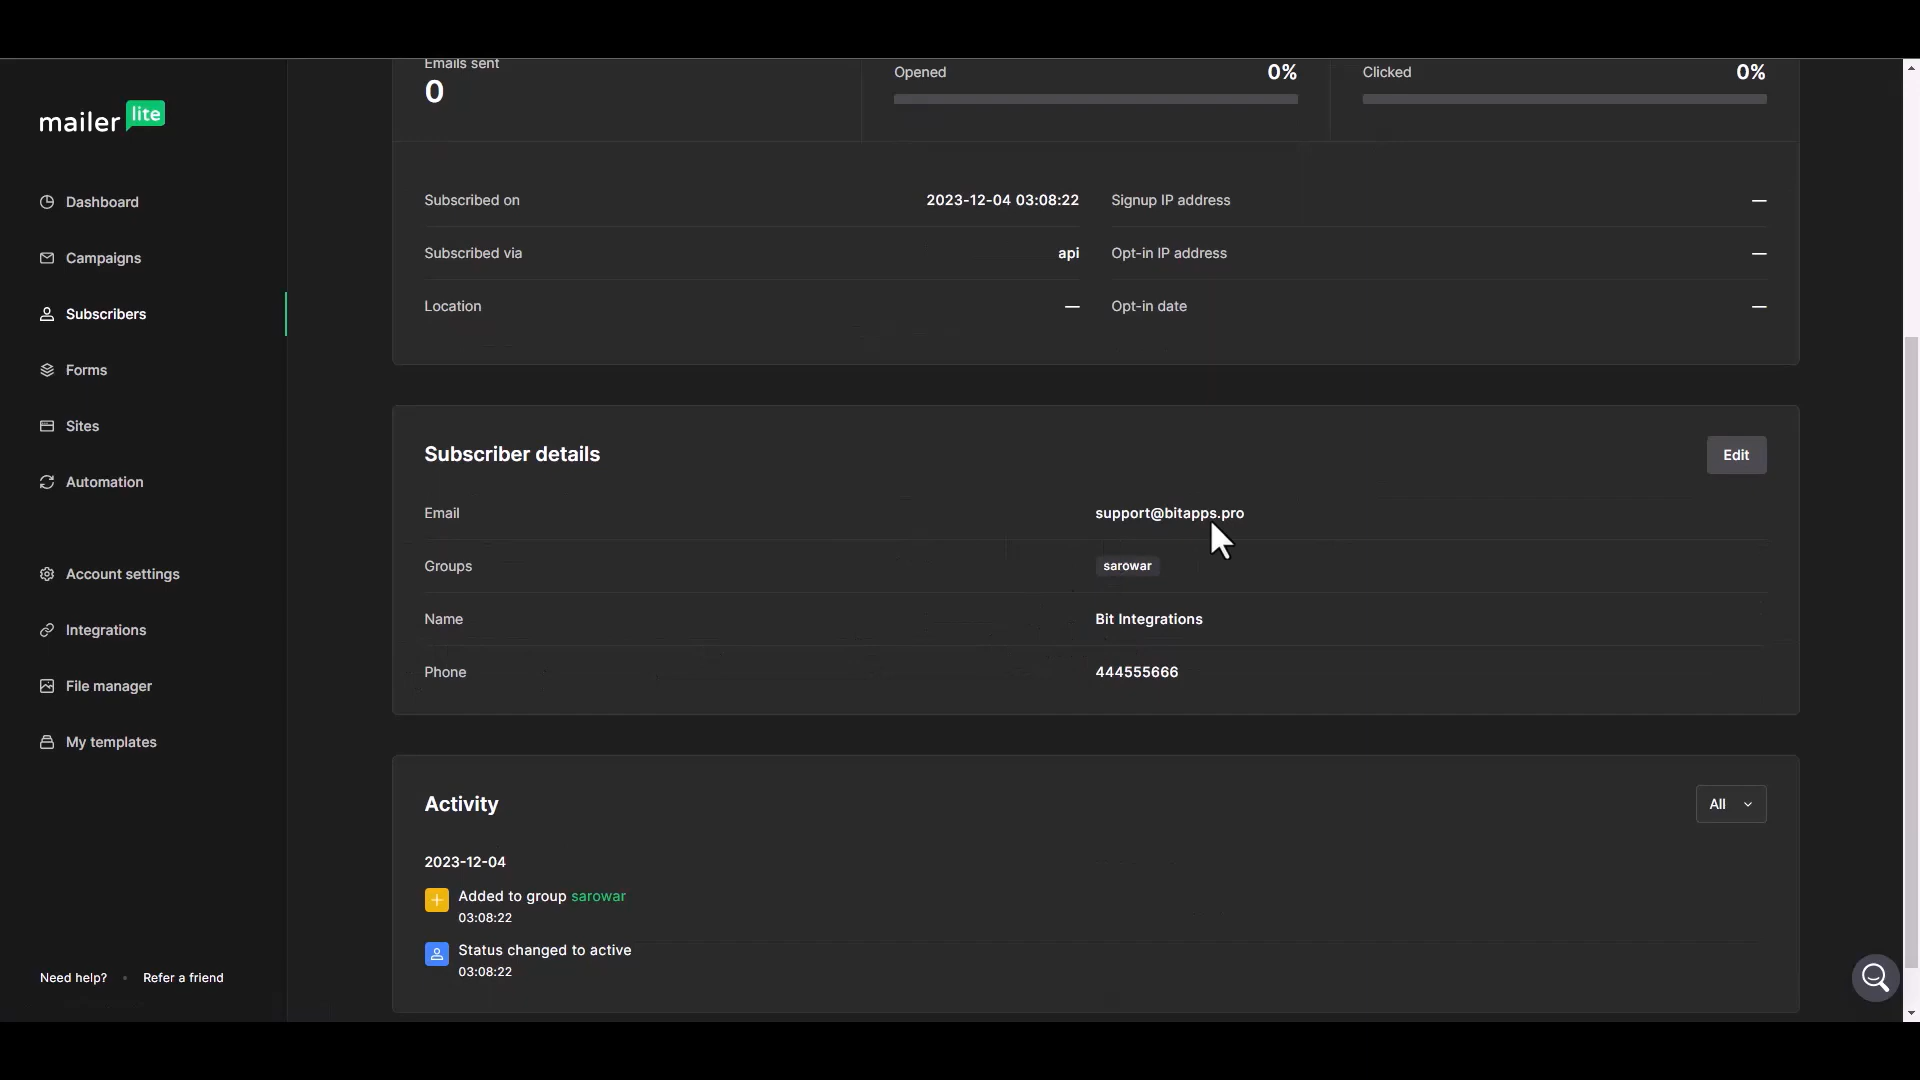 mailer lite
Dashboard
Campaigns
Subscribers
Forms
Sites
Automation
Account settings
Integrations
File manager
My templates
Need help? • Refer a friend
Emails sent
0
Opened 0%
Clicked 0%
Subscribed on 2023-12-04 03:08:22
Signup IP address —
Subscribed via api
Opt-in IP address —
Location —
Opt-in date —
Subscriber details
Edit
Email support@bitapps.pro
Groups sarowar
Name Bit Integrations
Phone 444555666
Activity
All
2023-12-04
Added to group sarowar
03:08:22
Status changed to active
03:08:22